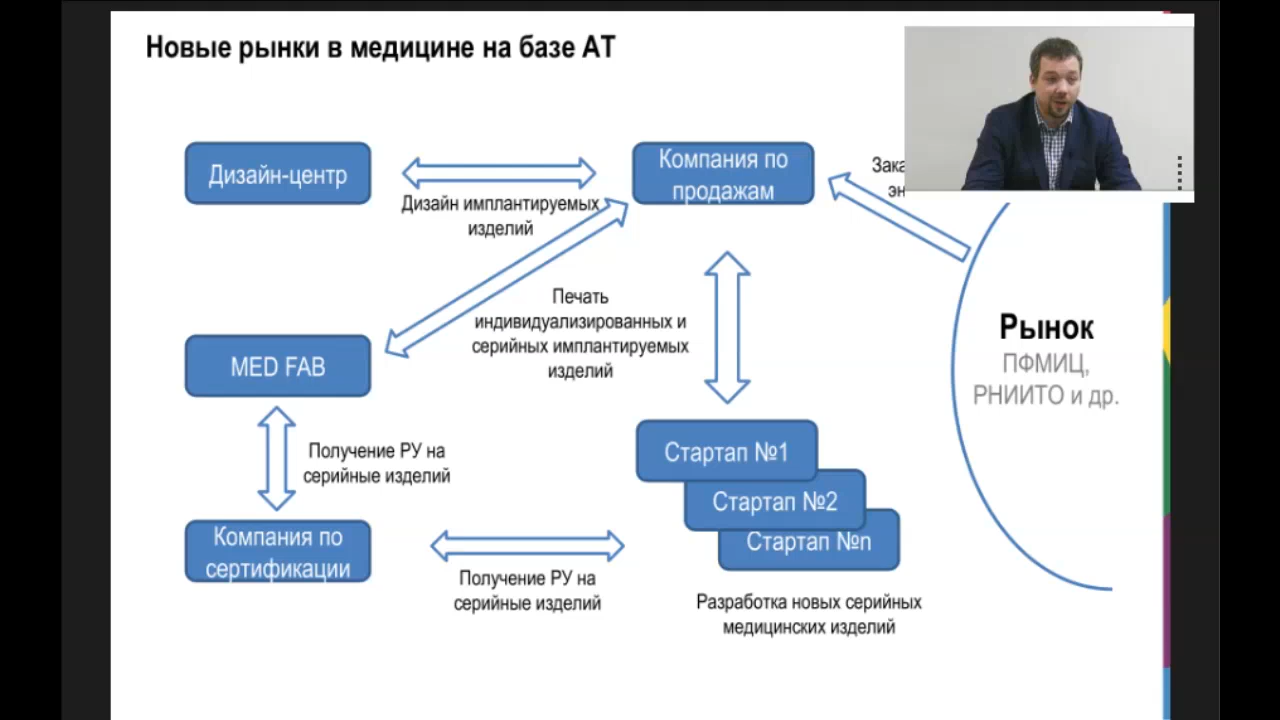 Новые рынки в медицине на базе АТ
Дизайн-центр
Компания по
продажам
Дизайн имплантируемых
изделий
Печать
индивидуализированных и
серийных имплантируемых
изделий
Рынок
ПФМИЦ,
РНИИТО и др.
MED FAB
Получение РУ на
серийные изделий
Стартап №1
Стартап №2
Стартап №n
Компания по
сертификации
Получение РУ на
серийные изделий
Разработка новых серийных
медицинских изделий